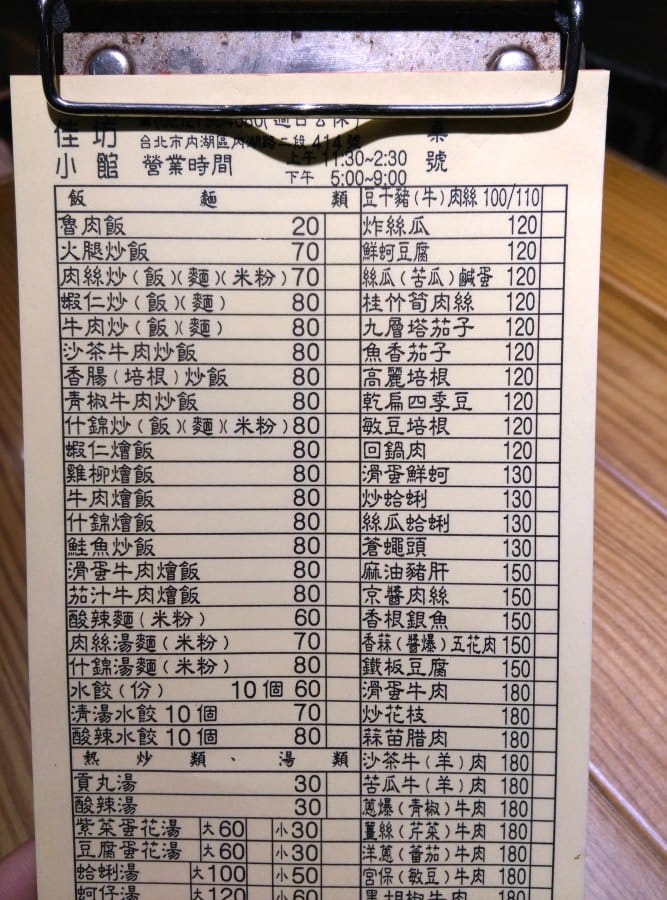 佳坊
小館
台北市內湖區內湖路二段414號
營業時間
上午 11:30~2:30
下午 5:00~9:00
桌
號
飯 麵 類
魯肉飯 20
火腿炒飯 70
肉絲炒(飯)(麵)(米粉) 70
蝦仁炒(飯)(麵) 80
牛肉炒(飯)(麵) 80
沙茶牛肉炒飯 80
香腸(培根)炒飯 80
青椒牛肉炒飯 80
什錦炒(飯)(麵)(米粉) 80
蝦仁燴飯 80
雞柳燴飯 80
牛肉燴飯 80
什錦燴飯 80
鮭魚炒飯 80
滑蛋牛肉燴飯 80
茄汁牛肉燴飯 80
酸辣麵(米粉) 60
肉絲湯麵(米粉) 70
什錦湯麵(米粉) 80
水餃(份) 10個 60
清湯水餃10個 70
酸辣水餃10個 80
熱炒類、湯類
貢丸湯 30
酸辣湯 30
紫菜蛋花湯 大60 小30
豆腐蛋花湯 大60 小30
蛤蜊湯 大100 小50
蚵仔湯 大120 小60
豆干豬(牛)肉絲 100/110
炸絲瓜 120
鮮蚵豆腐 120
絲瓜(苦瓜)鹹蛋 120
桂竹筍肉絲 120
九層塔茄子 120
魚香茄子 120
高麗培根 120
乾扁四季豆 120
敏豆培根 120
回鍋肉 120
滑蛋鮮蚵 130
炒蛤蜊 130
絲瓜蛤蜊 130
蒼蠅頭 130
麻油豬肝 150
京醬肉絲 150
香根銀魚 150
香蒜(醬爆)五花肉 150
鐵板豆腐 150
滑蛋牛肉 180
炒花枝 180
蒜苗腊肉 180
沙茶牛(羊)肉 180
苦瓜牛(羊)肉 180
蔥爆(青椒)牛肉 180
薑絲(芹菜)牛肉 180
洋蔥(蕃茄)牛肉 180
宮保(敏豆)牛肉 180
黑胡椒牛肉 180